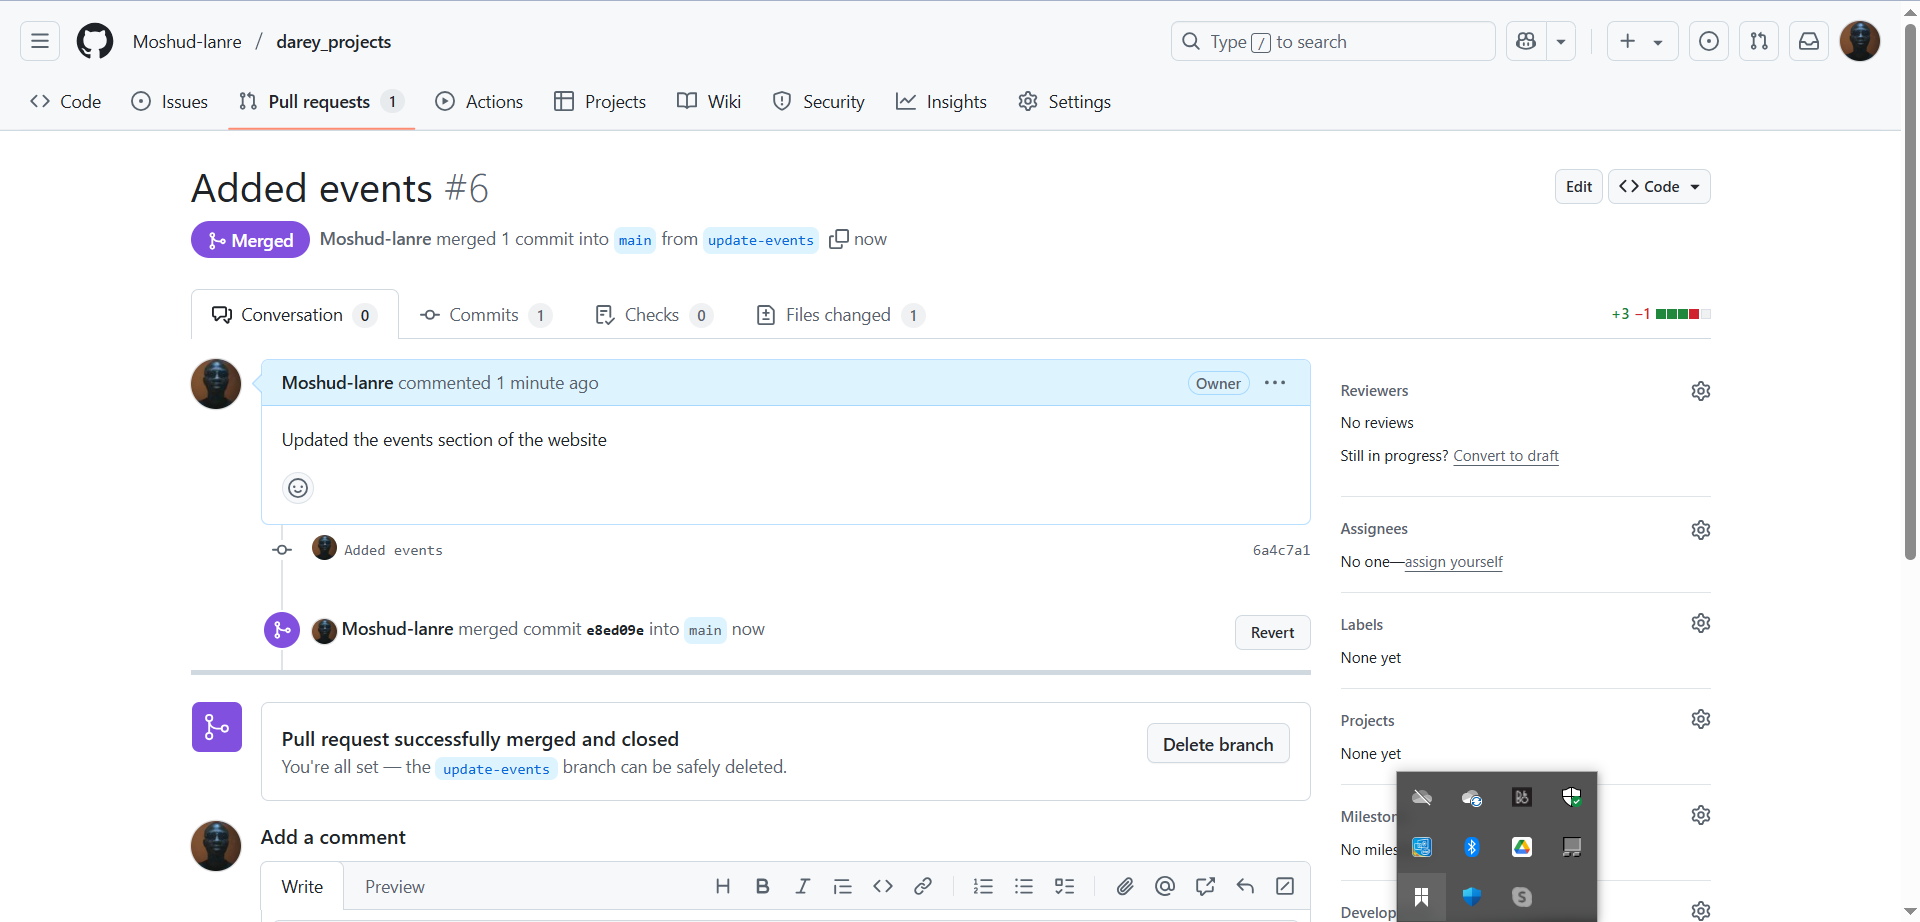 Moshud-lanre / darey_projects
Type / to search
Code
Issues
Pull requests 1
Actions
Projects
Wiki
Security
Insights
Settings
Added events #6
Edit
Code
Merged
Moshud-lanre merged 1 commit into main from update-events now
Conversation 0
Commits 1
Checks 0
Files changed 1
+3 −1
Moshud-lanre commented 1 minute ago
Owner
Updated the events section of the website
Added events
6a4c7a1
Moshud-lanre merged commit e8ed09e into main now
Revert
Pull request successfully merged and closed
You're all set — the update-events branch can be safely deleted.
Delete branch
Add a comment
Write
Preview
Reviewers
No reviews
Still in progress? Convert to draft
Assignees
No one—assign yourself
Labels
None yet
Projects
None yet
Mileston
No miles
Develop